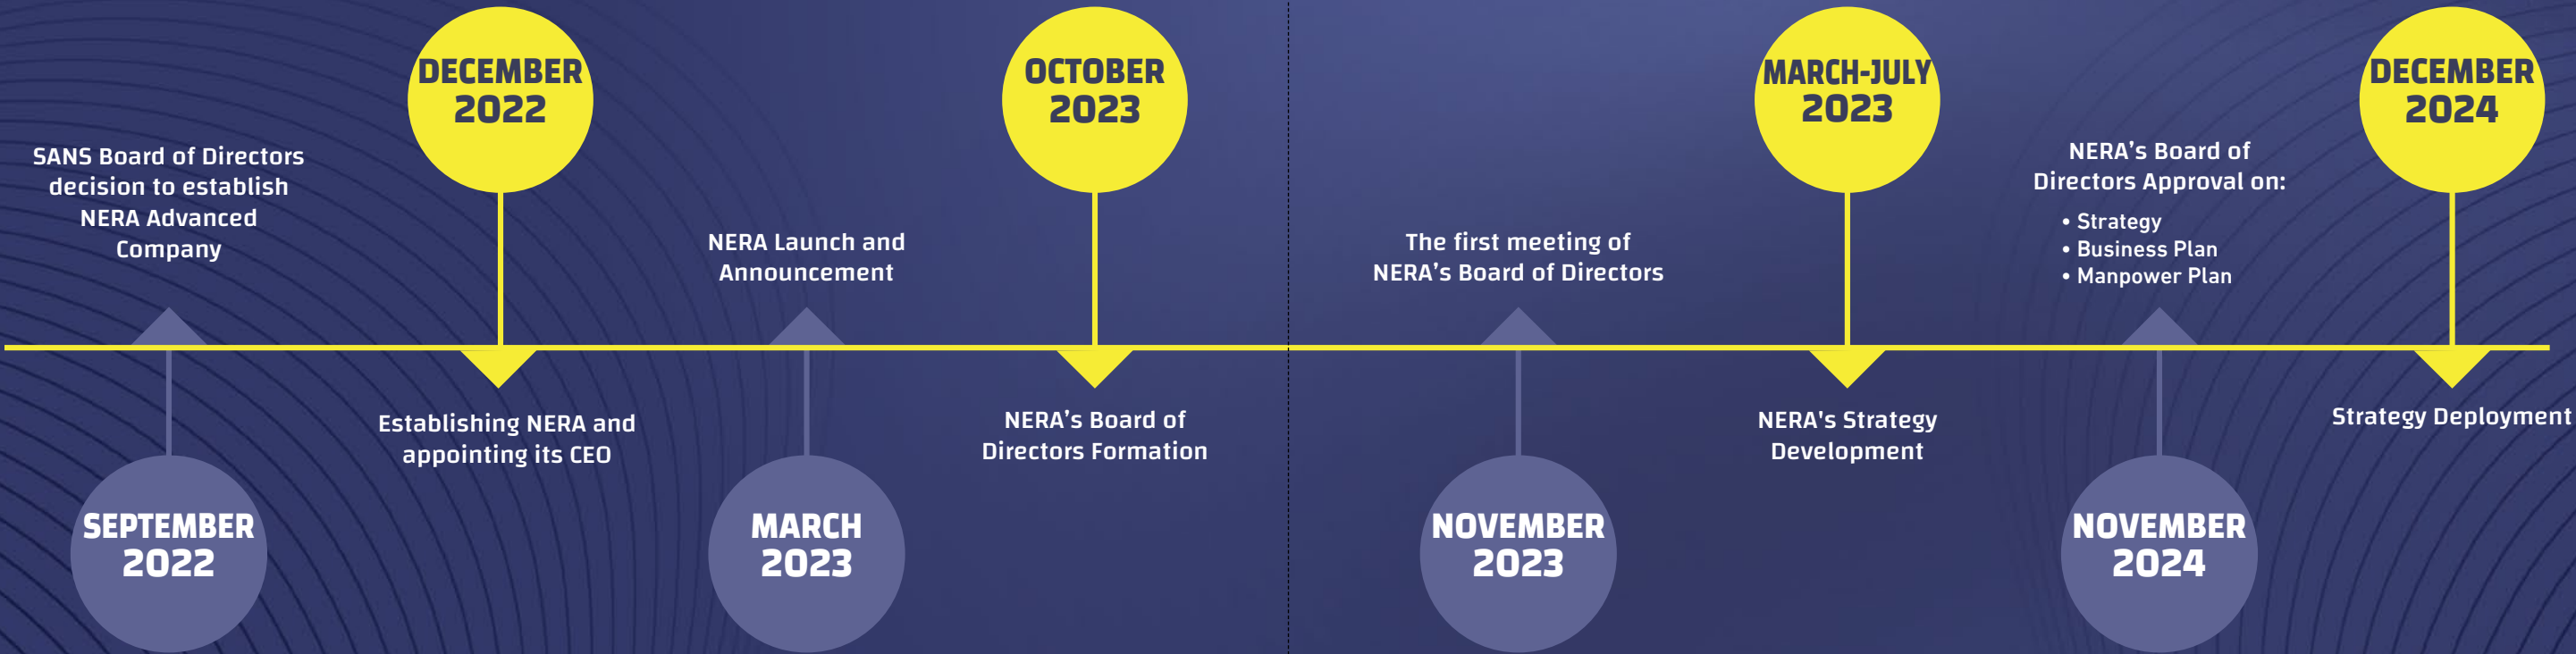 SEPTEMBER
2022
SANS Board of Directors
decision to establish
NERA Advanced
Company
DECEMBER
2022
Establishing NERA and
appointing its CEO
MARCH
2023
NERA Launch and
Announcement
OCTOBER
2023
NERA’s Board of
Directors Formation
NOVEMBER
2023
The first meeting of
NERA’s Board of Directors
MARCH-JULY
2023
NERA's Strategy
Development
NOVEMBER
2024
NERA’s Board of
Directors Approval on:
• Strategy
• Business Plan
• Manpower Plan
DECEMBER
2024
Strategy Deployment